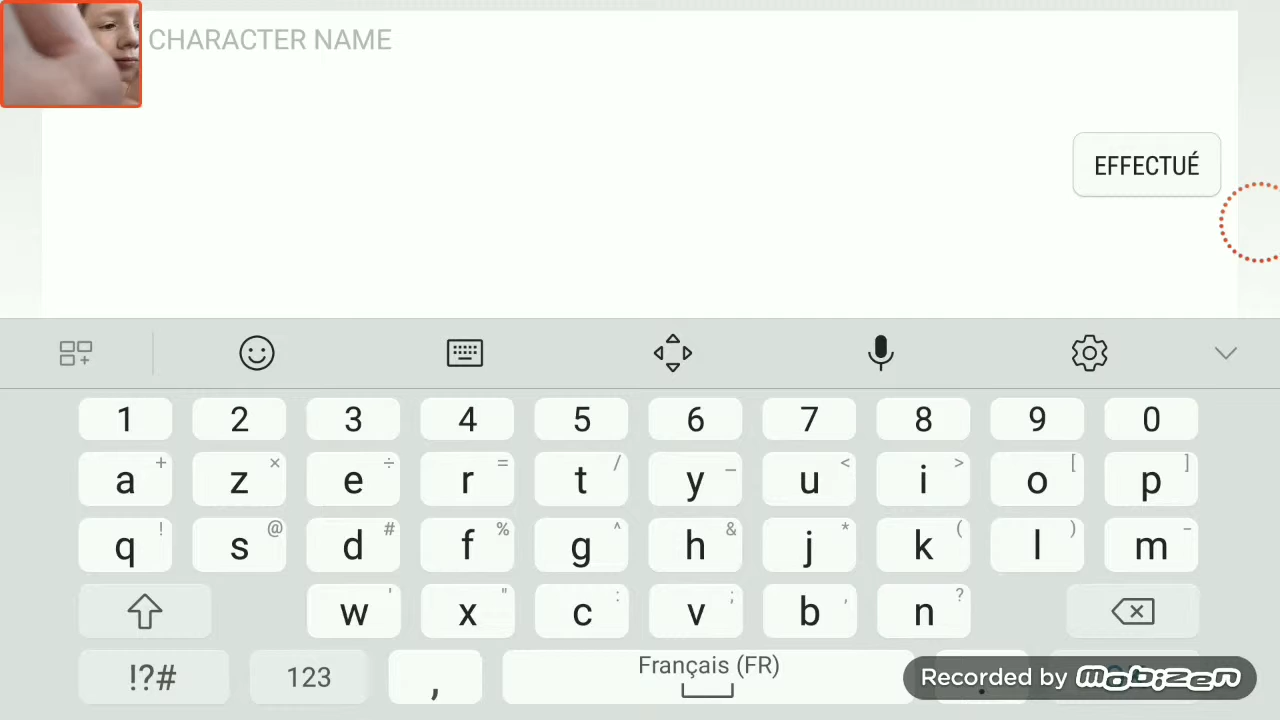 CHARACTER NAME
EFFECTUÉ
1 2 3 4 5 6 7 8 9 0
a + z × e ÷ r = t / y _ u < i > o [ p ]
q ! s @ d # f % g ^ h & j * k ( l ) m -
w ' x " c : v ; b , n ?
!?# 123 , Français (FR) .
Recorded by mobizen